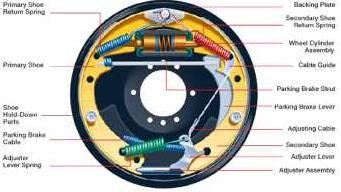 Primary Shoe
Return Spring
Primary Shoe
Shoe
Hold-Down
Parts
Parking Brake
Cable
Adjuster
Lever Spring
Backing Plate
Secondary Shoe
Return Spring
Wheel Cylinder
Assembly
Cable Guide
Parking Brake Strut
Parking Brake Lever
Adjusting Cable
Secondary Shoe
Adjuster Lever
Adjuster Assembly